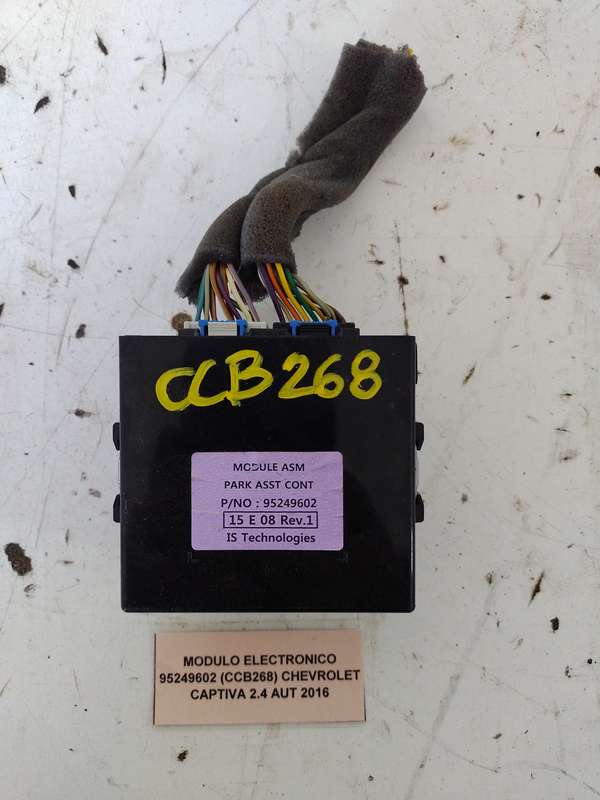 CCB268
MODULE ASM
PARK ASST CONT
P/NO : 95249602
15 E 08 Rev.1
IS Technologies
MODULO ELECTRONICO
95249602 (CCB268) CHEVROLET
CAPTIVA 2.4 AUT 2016